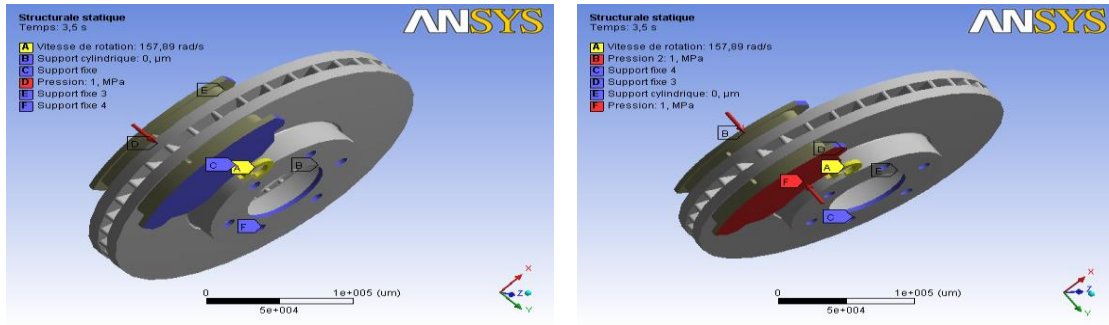 Structurale statique
Temps: 3,5 s
A Vitesse de rotation: 157,89 rad/s
B Support cylindrique: 0, µm
C Support fixe
D Pression: 1, MPa
E Support fixe 3
F Support fixe 4
ANSYS
E
D
C
A
B
F
0
1e+005 (um)
5e+004
X
Z
Y
Structurale statique
Temps: 3,5 s
A Vitesse de rotation: 157,89 rad/s
B Pression 2: 1, MPa
C Support fixe 4
D Support fixe 3
E Support cylindrique: 0, µm
F Pression: 1, MPa
ANSYS
B
D
A
E
F
C
0
1e+005 (um)
5e+004
X
Z
Y